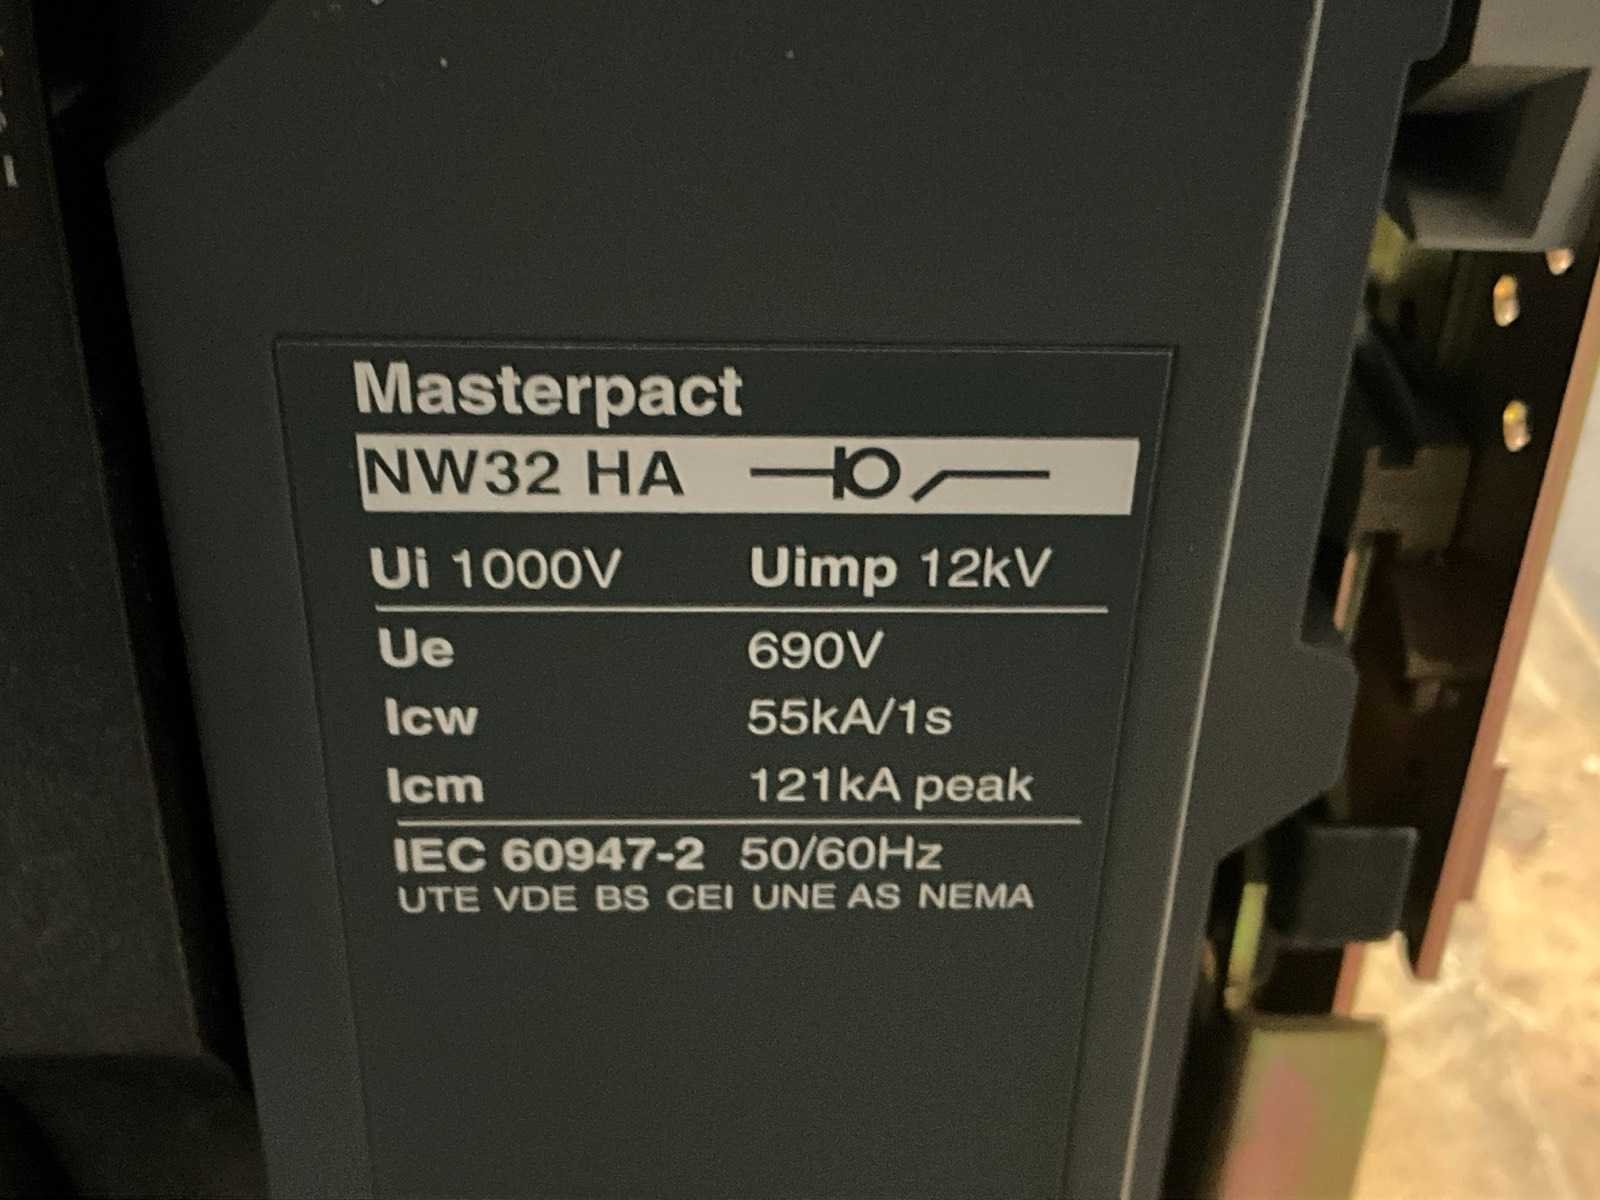 Masterpact
NW32 HA
Ui 1000V Uimp 12kV
Ue 690V
Icw 55kA/1s
Icm 121kA peak
IEC 60947-2 50/60Hz
UTE VDE BS CEI UNE AS NEMA